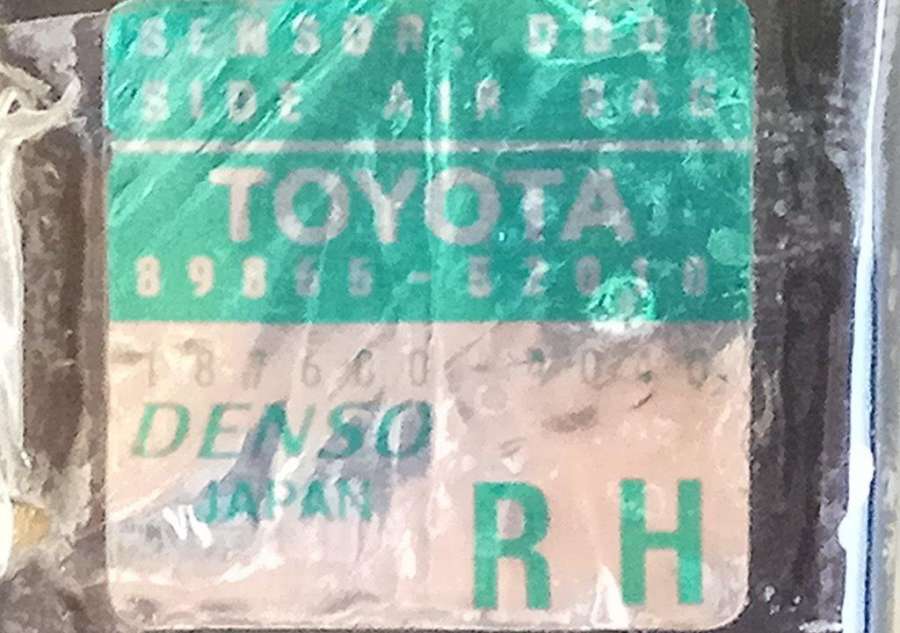 SENSOR, DOOR
SIDE AIR BAG
TOYOTA
DENSO
JAPAN
RH